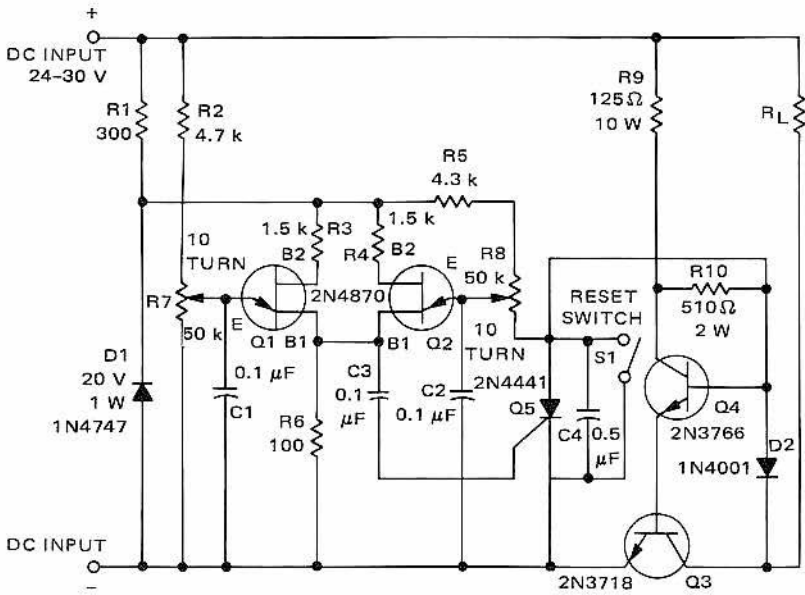 +
DC INPUT
24–30 V
R1
300
R2
4.7 k
R9
125Ω
10 W
RL
R5
4.3 k
1.5 k
R3
B2
1.5 k
R4
B2
10
TURN
R7
50 k
E
Q1
B1
2N4870
B1
Q2
E
R8
50 k
10
TURN
RESET
SWITCH
S1
R10
510Ω
2 W
D1
20 V
1 W
1N4747
0.1 µF
C1
R6
100
C3
0.1
µF
C2
0.1 µF
2N4441
Q5
C4
0.5
µF
Q4
2N3766
D2
1N4001
DC INPUT
−
2N3718
Q3